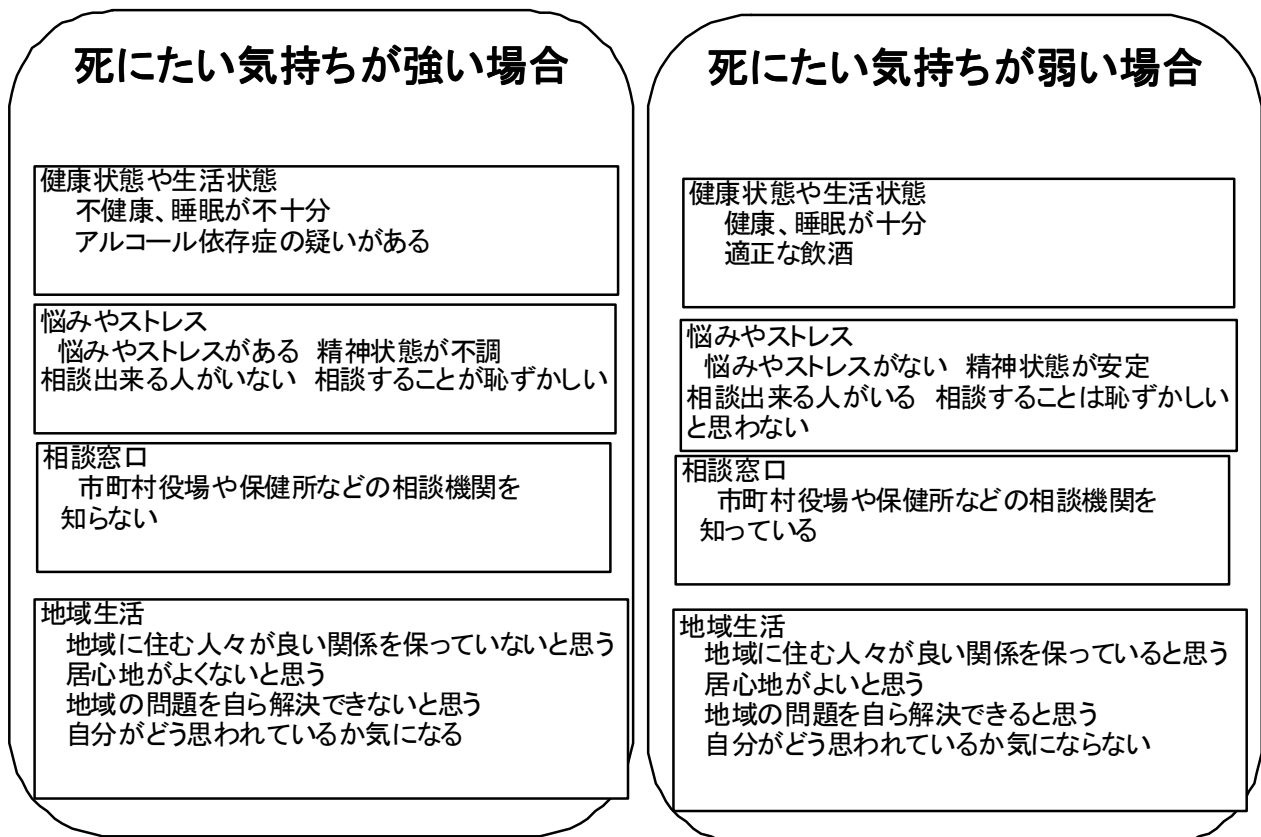 死にたい気持ちが強い場合
健康状態や生活状態
不健康、睡眠が不十分
アルコール依存症の疑いがある
悩みやストレス
悩みやストレスがある 精神状態が不調
相談出来る人がいない 相談することが恥ずかしい
相談窓口
市町村役場や保健所などの相談機関を
知らない
地域生活
地域に住む人々が良い関係を保っていないと思う
居心地がよくないと思う
地域の問題を自ら解決できないと思う
自分がどう思われているか気になる
死にたい気持ちが弱い場合
健康状態や生活状態
健康、睡眠が十分
適正な飲酒
悩みやストレス
悩みやストレスがない 精神状態が安定
相談出来る人がいる 相談することは恥ずかしい
と思わない
相談窓口
市町村役場や保健所などの相談機関を
知っている
地域生活
地域に住む人々が良い関係を保っていると思う
居心地がよいと思う
地域の問題を自ら解決できると思う
自分がどう思われているか気にならない